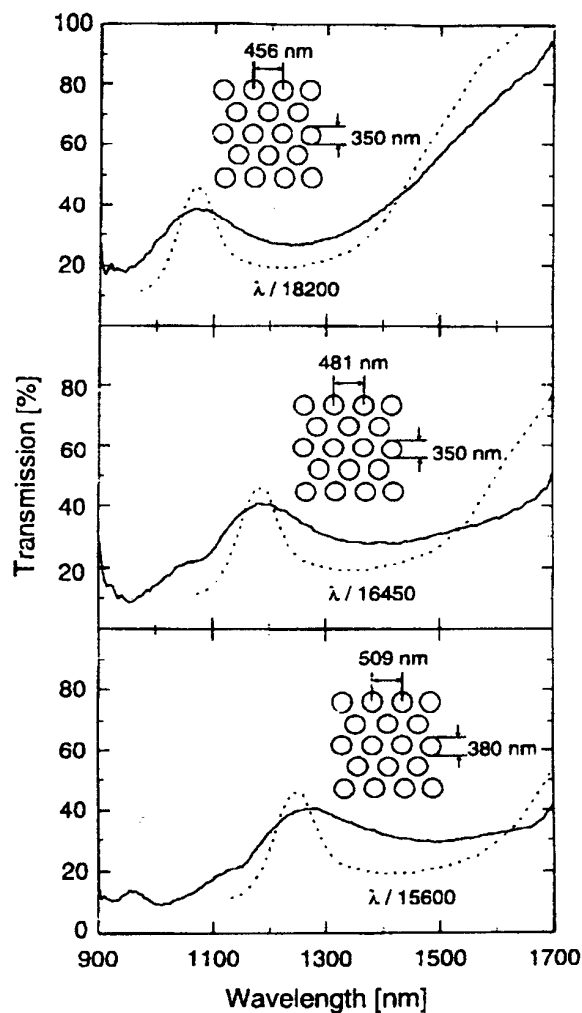 100
80
60
40
20
456 nm
350 nm
λ / 18200
80
60
40
20
481 nm
350 nm
λ / 16450
80
60
40
20
0
509 nm
380 nm
λ / 15600
Transmission [%]
900 1100 1300 1500 1700
Wavelength [nm]